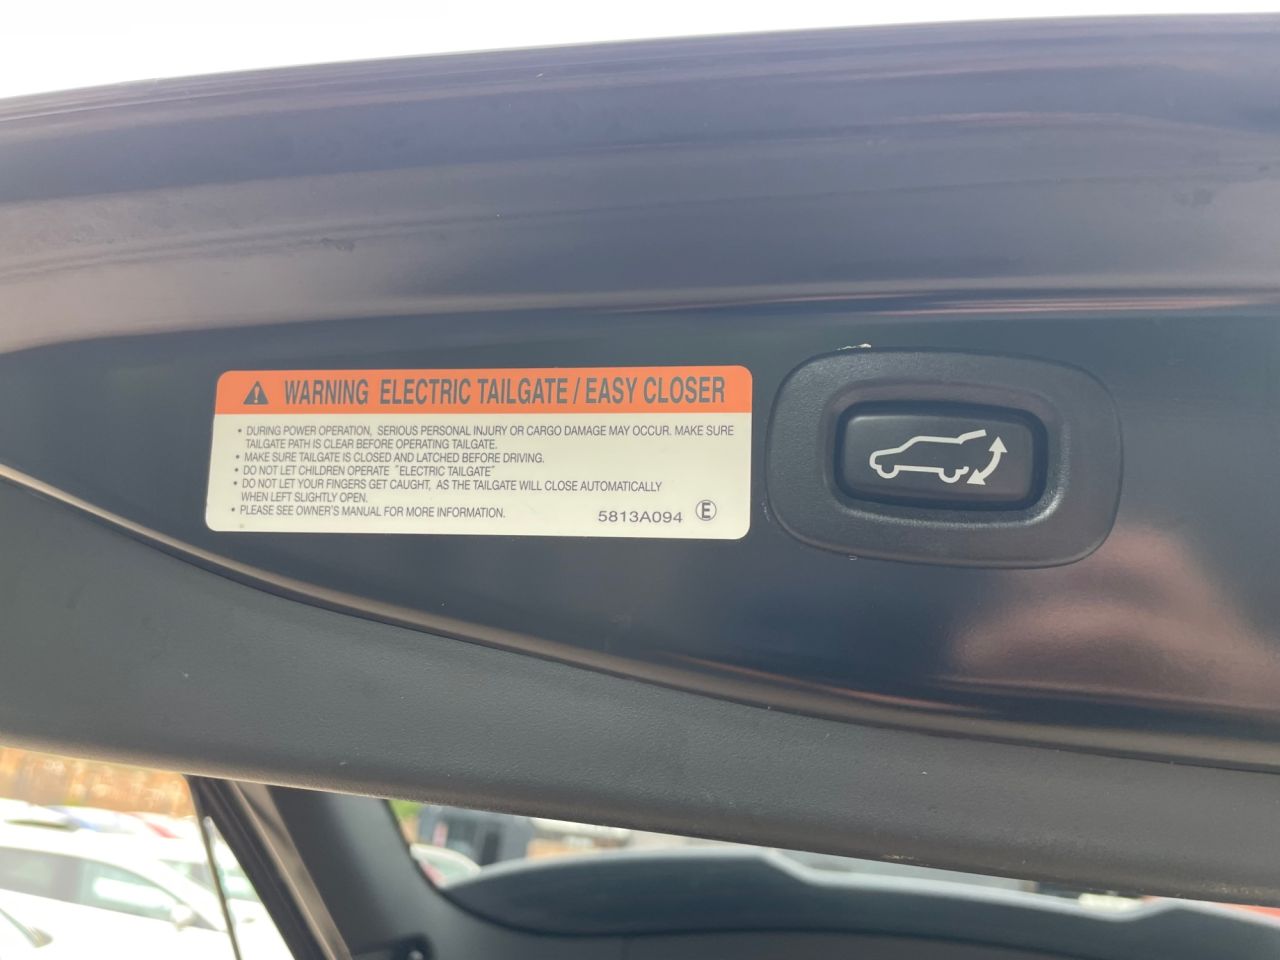 WARNING ELECTRIC TAILGATE / EASY CLOSER
• DURING POWER OPERATION, SERIOUS PERSONAL INJURY OR CARGO DAMAGE MAY OCCUR. MAKE SURE
TAILGATE PATH IS CLEAR BEFORE OPERATING TAILGATE.
• MAKE SURE TAILGATE IS CLOSED AND LATCHED BEFORE DRIVING.
• DO NOT LET CHILDREN OPERATE "ELECTRIC TAILGATE"
• DO NOT LET YOUR FINGERS GET CAUGHT, AS THE TAILGATE WILL CLOSE AUTOMATICALLY
WHEN LEFT SLIGHTLY OPEN.
• PLEASE SEE OWNER'S MANUAL FOR MORE INFORMATION.
5813A094 Ⓔ